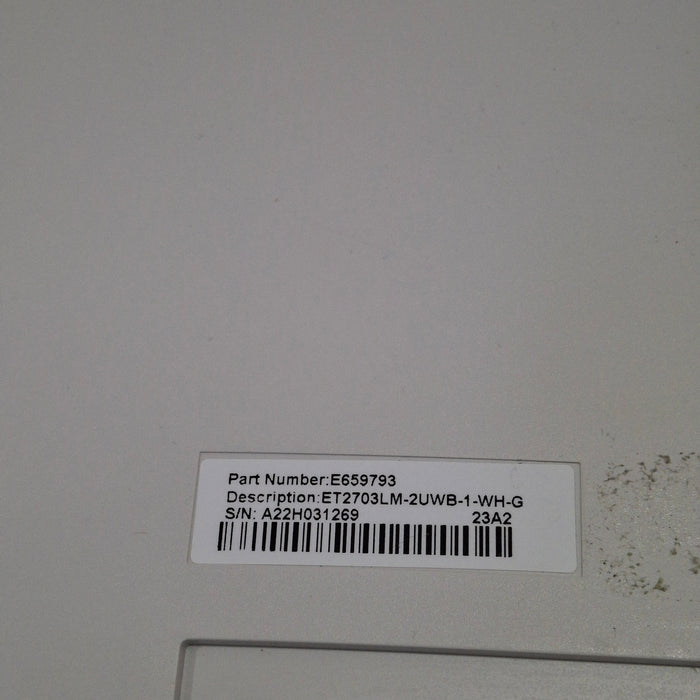 Part Number:E659793
Description:ET2703LM-2UWB-1-WH-G
S/N: A22H031269 23A2